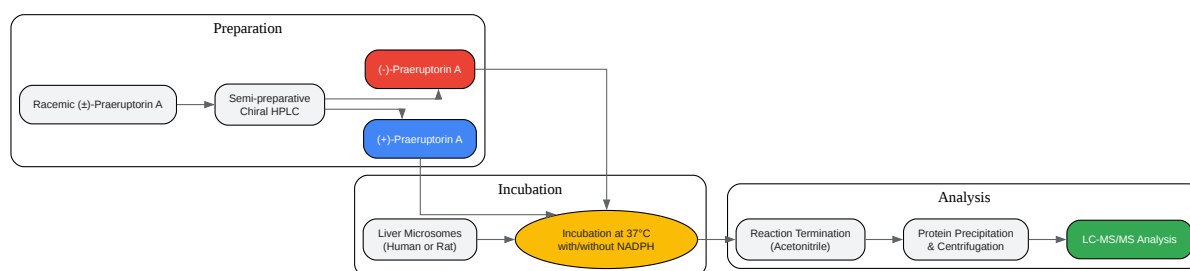 Preparation
Racemic (±)-Praeruptorin A
Semi-preparative
Chiral HPLC
(-)-Praeruptorin A
(+)-Praeruptorin A
Incubation
Liver Microsomes
(Human or Rat)
Incubation at 37°C
with/without NADPH
Analysis
Reaction Termination
(Acetonitrile)
Protein Precipitation
& Centrifugation
LC-MS/MS Analysis